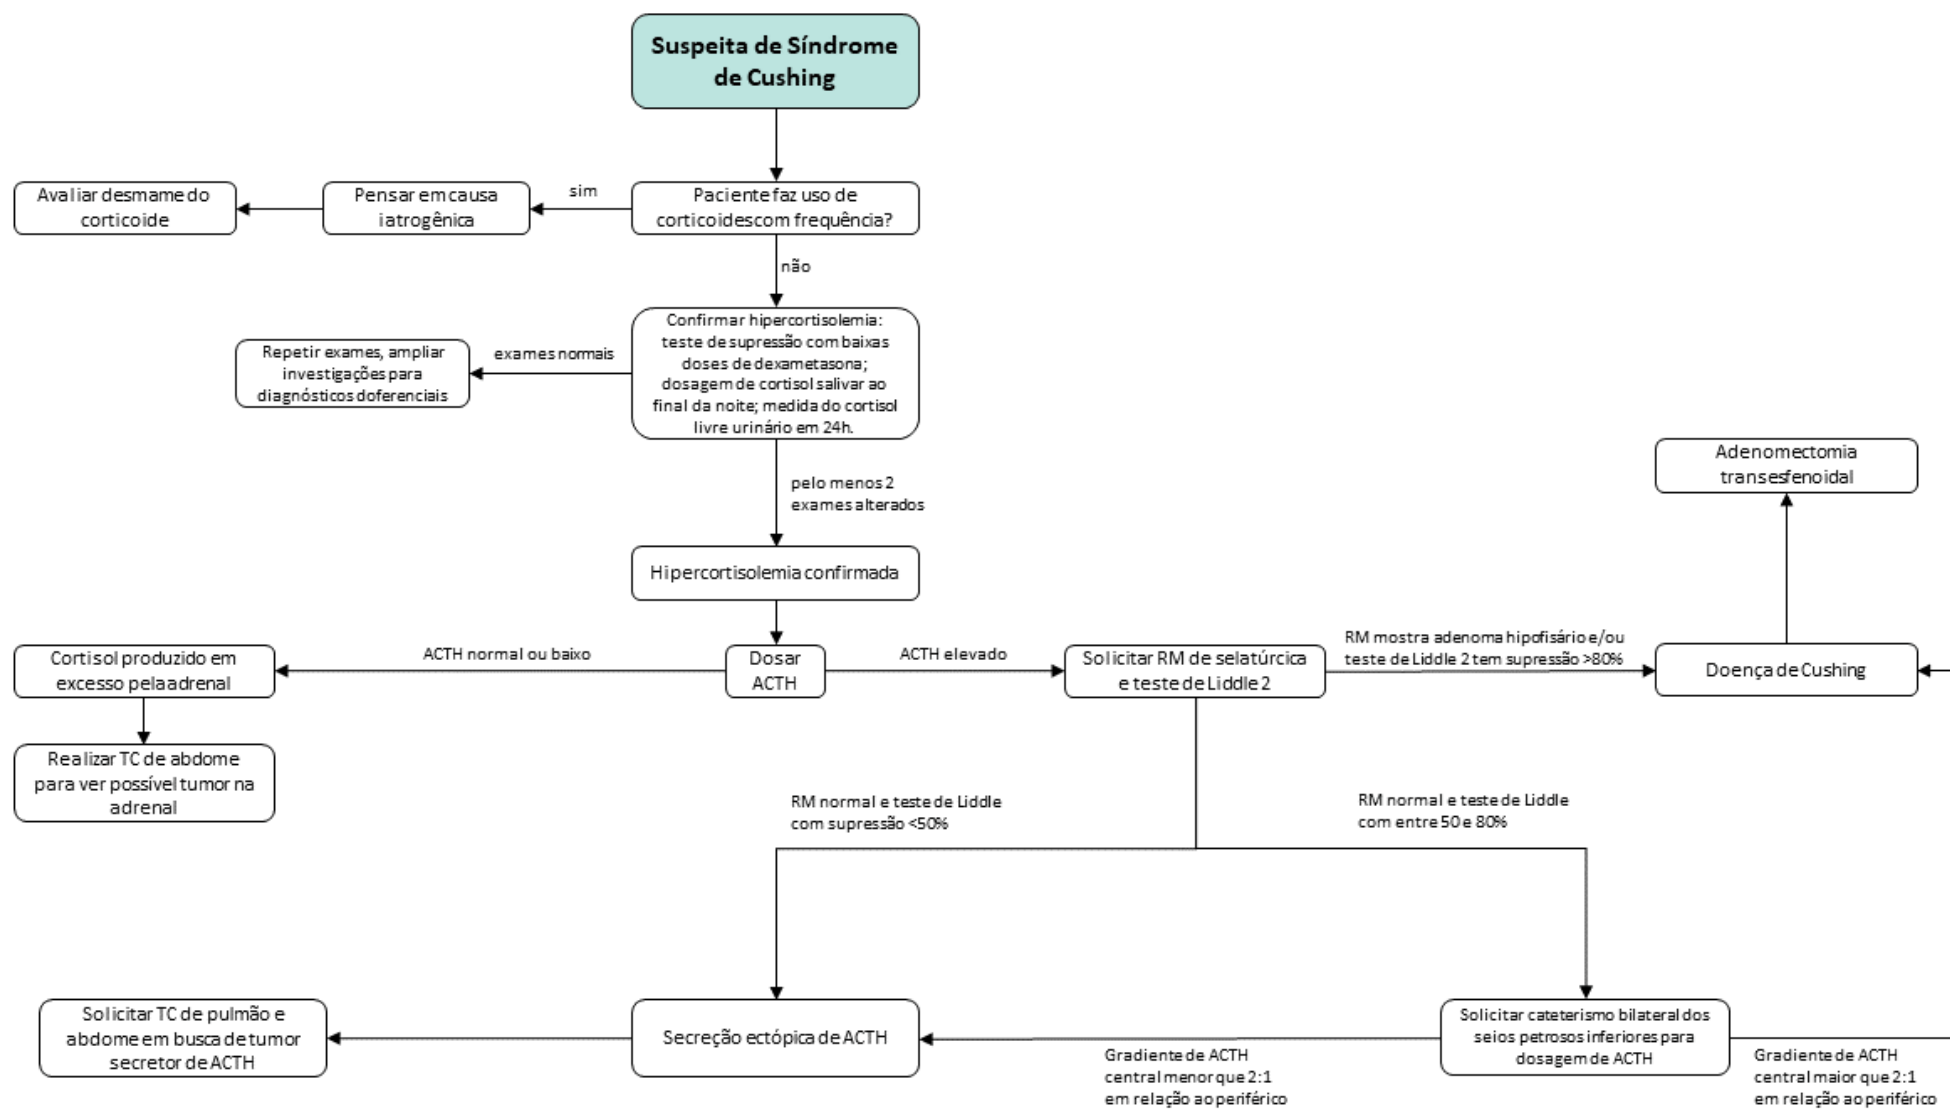 Suspeita de Síndrome
de Cushing
Avaliar desmame do
corticoide
Pensar em causa
iatrogênica
sim
Paciente faz uso de
corticoides com frequência?
não
Confirmar hipercortisolemia:
teste de supressão com baixas
doses de dexametasona;
dosagem de cortisol salivar ao
final da noite; medida do cortisol
livre urinário em 24h.
exames normais
Repetir exames, ampliar
investigações para
diagnósticos doferenciais
pelo menos 2
exames alterados
Hipercortisolemia confirmada
Dosar
ACTH
ACTH normal ou baixo
Cortisol produzido em
excesso pela adrenal
Realizar TC de abdome
para ver possível tumor na
adrenal
ACTH elevado
Solicitar RM de sela túrcica
e teste de Liddle 2
RM mostra adenoma hipofisário e/ou
teste de Liddle 2 tem supressão >80%
Doença de Cushing
Adenomectomia
transesfenoidal
RM normal e teste de Liddle
com supressão <50%
RM normal e teste de Liddle
com entre 50 e 80%
Solicitar TC de pulmão e
abdome em busca de tumor
secretor de ACTH
Secreção ectópica de ACTH
Gradiente de ACTH
central menor que 2:1
em relação ao periférico
Solicitar cateterismo bilateral dos
seios petrosos inferiores para
dosagem de ACTH
Gradiente de ACTH
central maior que 2:1
em relação ao periférico